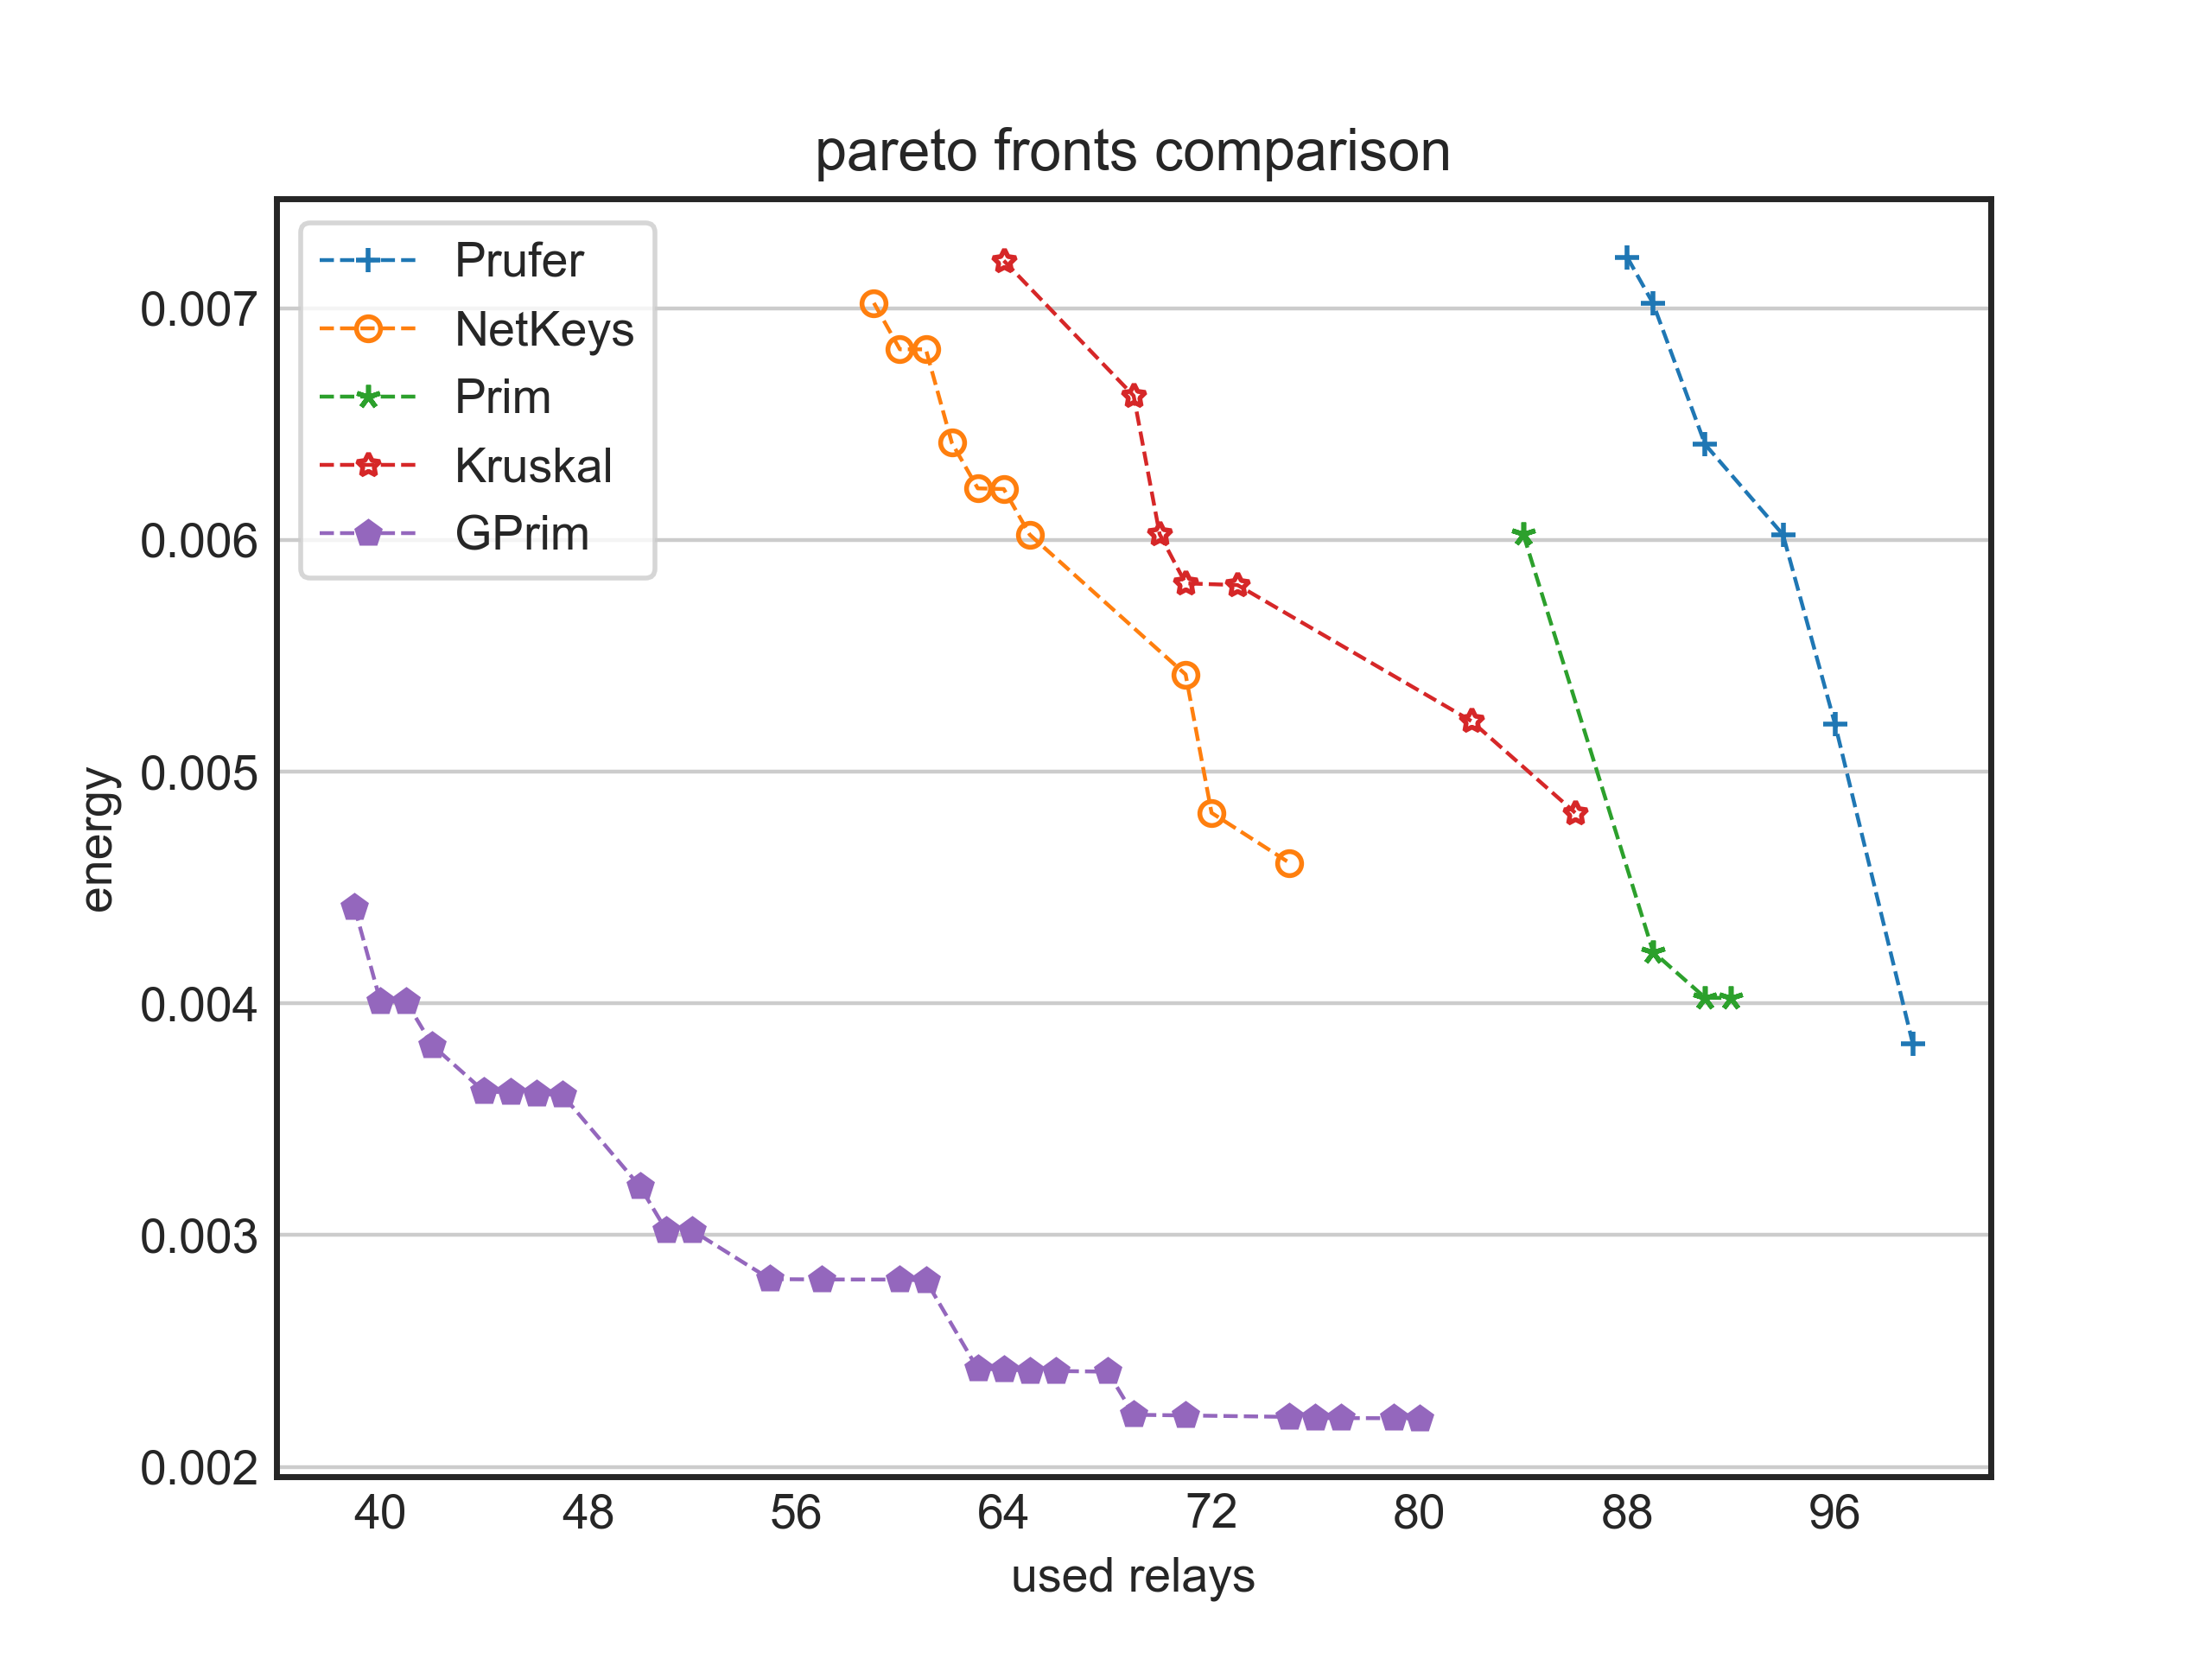 pareto fronts comparison
Prufer
NetKeys
Prim
Kruskal
GPrim
0.007
0.006
0.005
0.004
0.003
0.002
energy
40 48 56 64 72 80 88 96
used relays